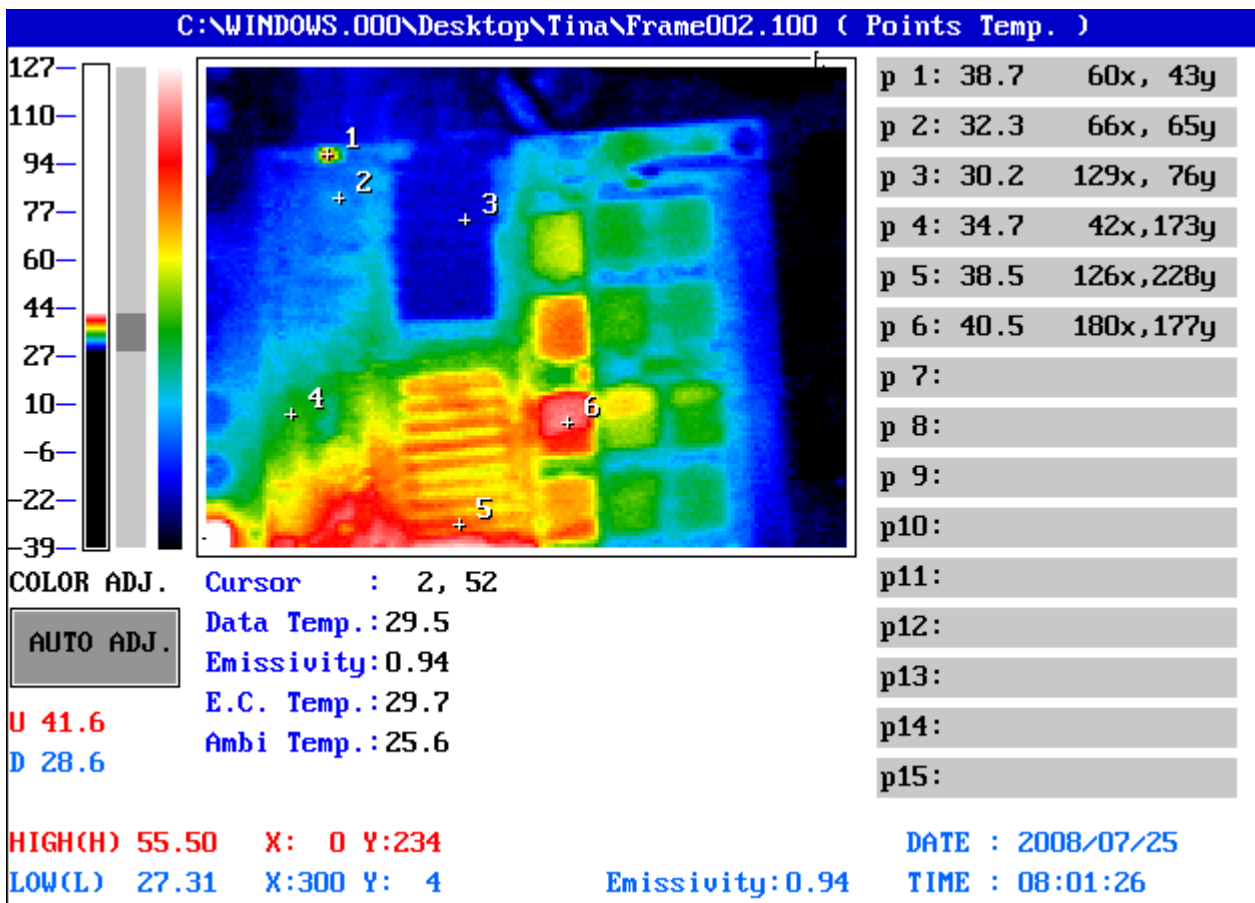 C:\WINDOWS.000\Desktop\Tina\Frame002.100 ( Points Temp. )
127
110
94
77
60
44
27
10
-6
-22
-39
COLOR ADJ.
AUTO ADJ.
U 41.6
D 28.6
1
2
3
4
5
6
Cursor : 2, 52
Data Temp.:29.5
Emissivity:0.94
E.C. Temp.:29.7
Ambi Temp.:25.6
p 1: 38.7 60x, 43y
p 2: 32.3 66x, 65y
p 3: 30.2 129x, 76y
p 4: 34.7 42x,173y
p 5: 38.5 126x,228y
p 6: 40.5 180x,177y
p 7:
p 8:
p 9:
p10:
p11:
p12:
p13:
p14:
p15:
HIGH(H) 55.50 X: 0 Y:234
LOW(L) 27.31 X:300 Y: 4
Emissivity:0.94
DATE : 2008/07/25
TIME : 08:01:26